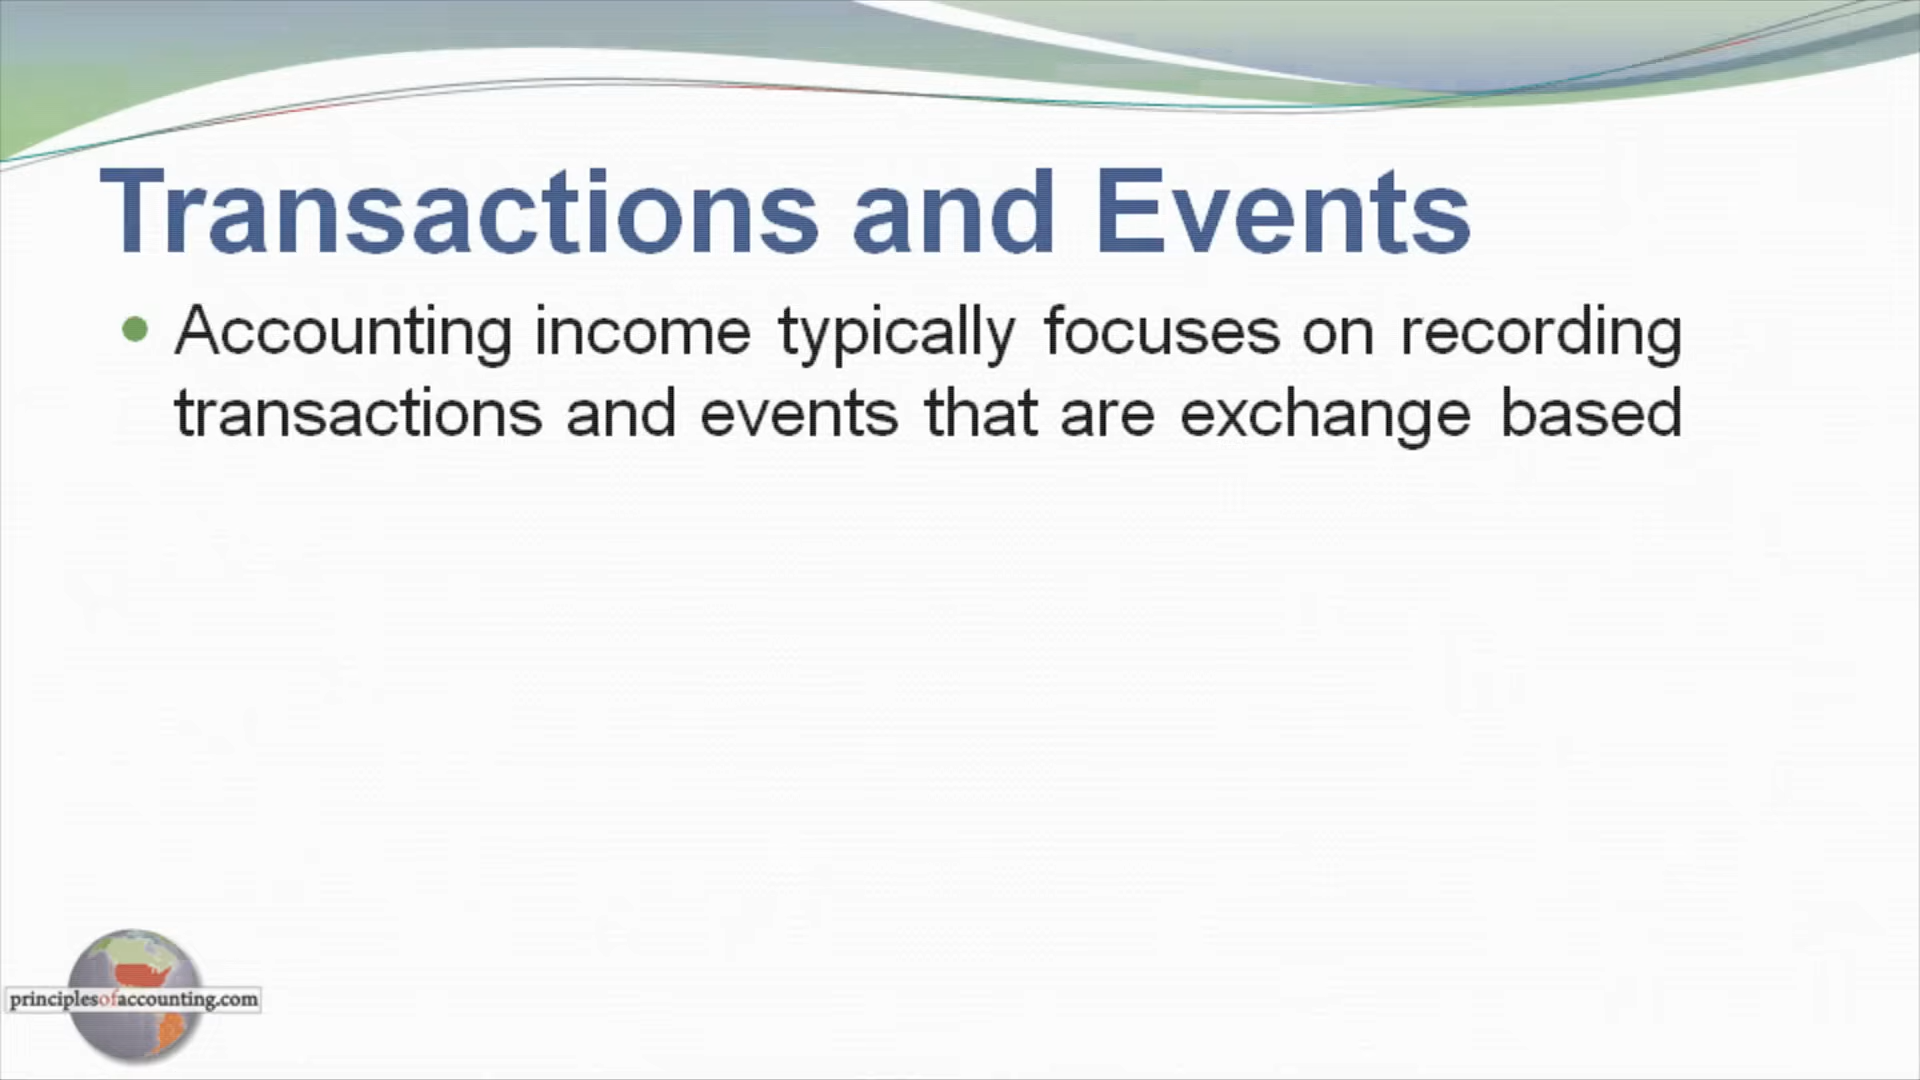 Transactions and Events
Accounting income typically focuses on recording
transactions and events that are exchange based
principlesofaccounting.com